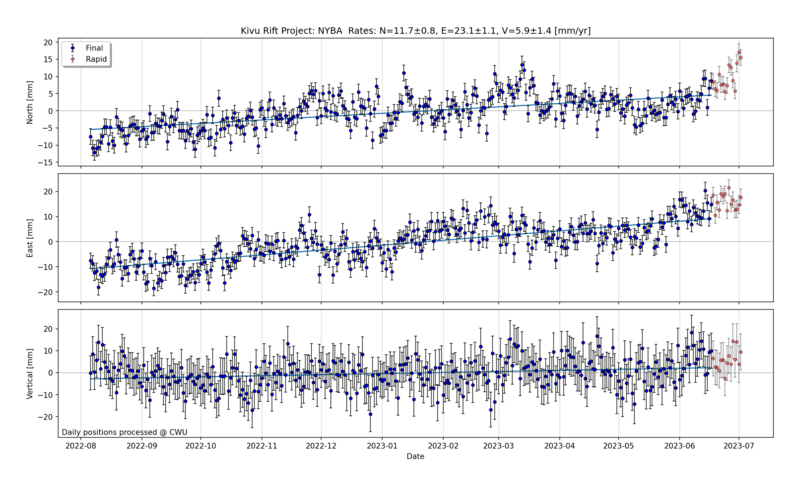 Kivu Rift Project: NYBA Rates: N=11.7±0.8, E=23.1±1.1, V=5.9±1.4 [mm/yr]
Final
Rapid
North [mm]
20
15
10
5
0
−5
−10
−15
East [mm]
20
10
0
−10
−20
Vertical [mm]
20
10
0
−10
−20
Daily positions processed @ CWU
2022-08 2022-09 2022-10 2022-11 2022-12 2023-01 2023-02 2023-03 2023-04 2023-05 2023-06 2023-07
Date